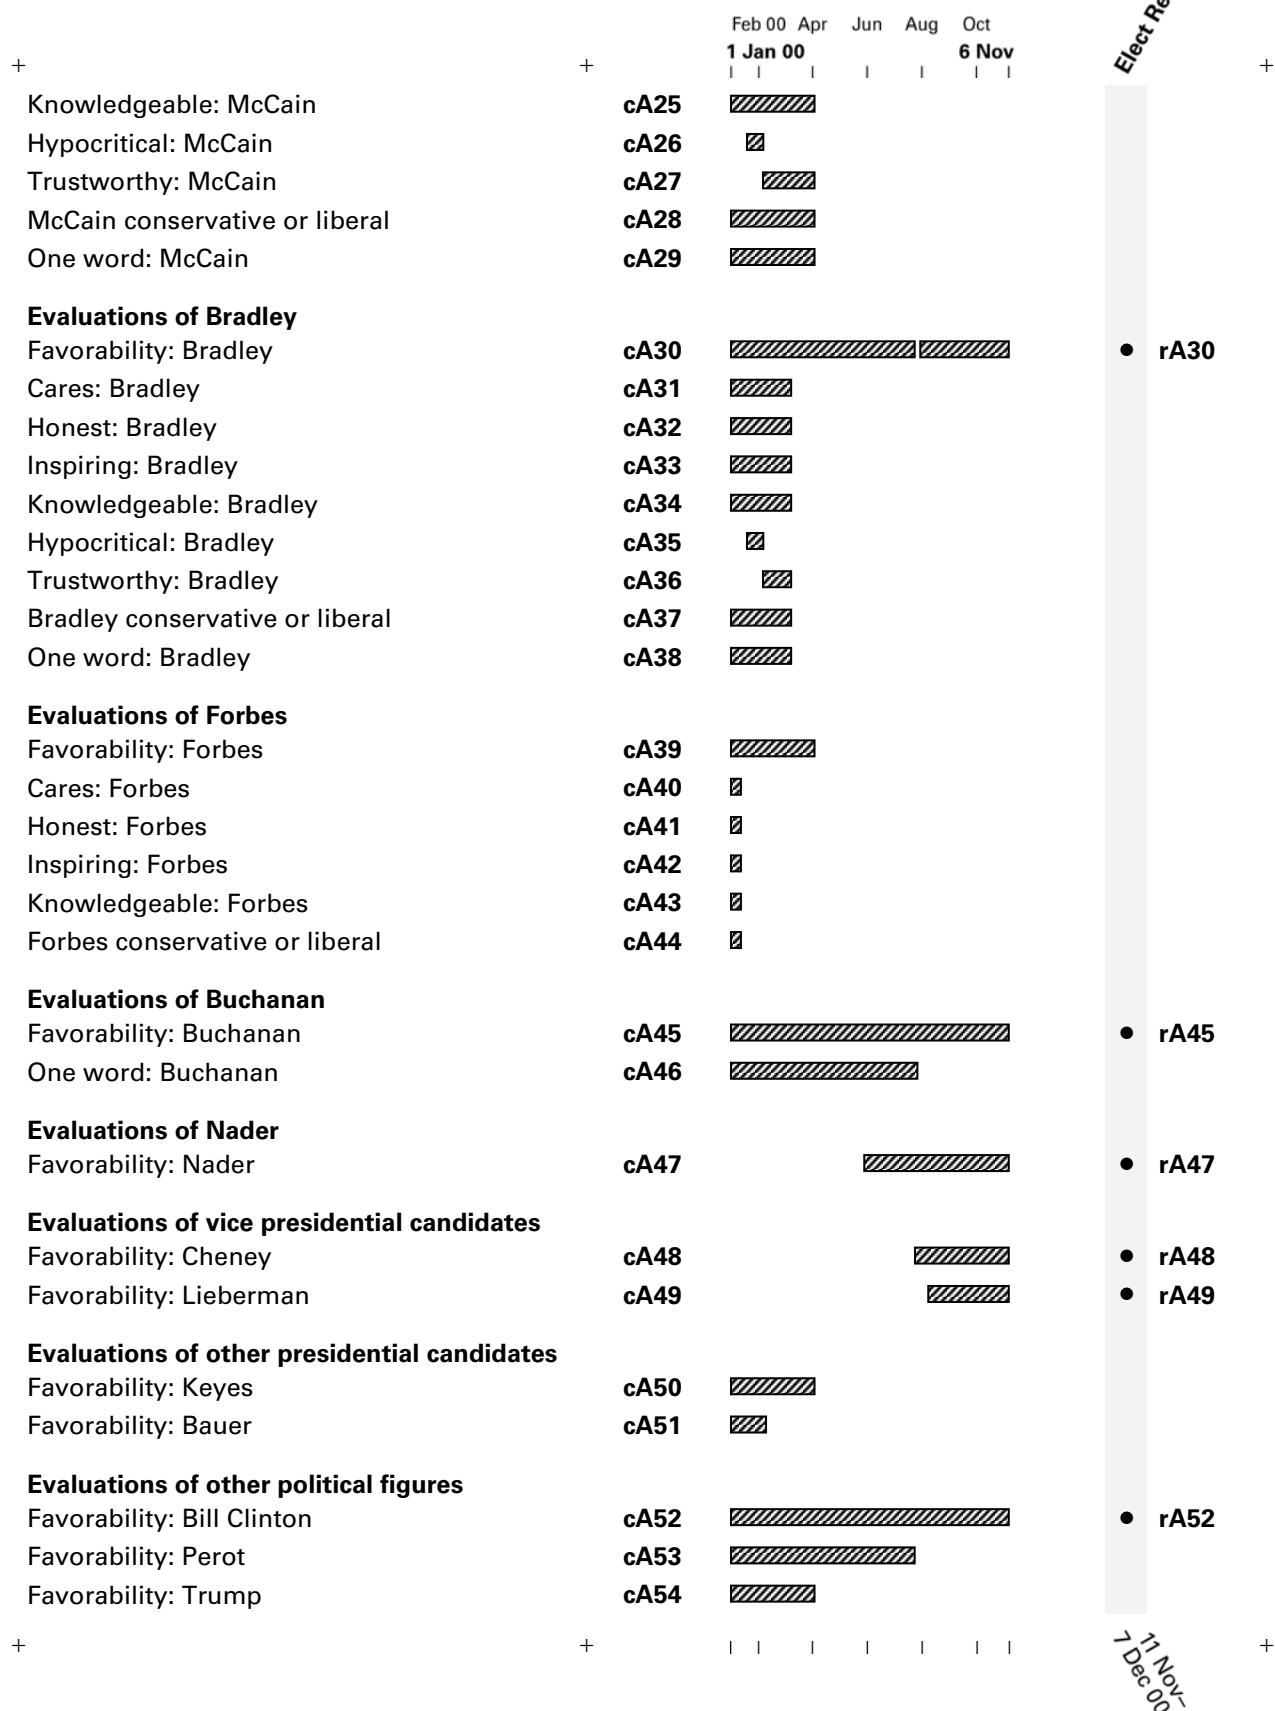 Feb 00 Apr Jun Aug Oct
1 Jan 00 6 Nov
Elect Re
Knowledgeable: McCain cA25
Hypocritical: McCain cA26
Trustworthy: McCain cA27
McCain conservative or liberal cA28
One word: McCain cA29
Evaluations of Bradley
Favorability: Bradley cA30 ● rA30
Cares: Bradley cA31
Honest: Bradley cA32
Inspiring: Bradley cA33
Knowledgeable: Bradley cA34
Hypocritical: Bradley cA35
Trustworthy: Bradley cA36
Bradley conservative or liberal cA37
One word: Bradley cA38
Evaluations of Forbes
Favorability: Forbes cA39
Cares: Forbes cA40
Honest: Forbes cA41
Inspiring: Forbes cA42
Knowledgeable: Forbes cA43
Forbes conservative or liberal cA44
Evaluations of Buchanan
Favorability: Buchanan cA45 ● rA45
One word: Buchanan cA46
Evaluations of Nader
Favorability: Nader cA47 ● rA47
Evaluations of vice presidential candidates
Favorability: Cheney cA48 ● rA48
Favorability: Lieberman cA49 ● rA49
Evaluations of other presidential candidates
Favorability: Keyes cA50
Favorability: Bauer cA51
Evaluations of other political figures
Favorability: Bill Clinton cA52 ● rA52
Favorability: Perot cA53
Favorability: Trump cA54
11 Nov–
7 Dec 00